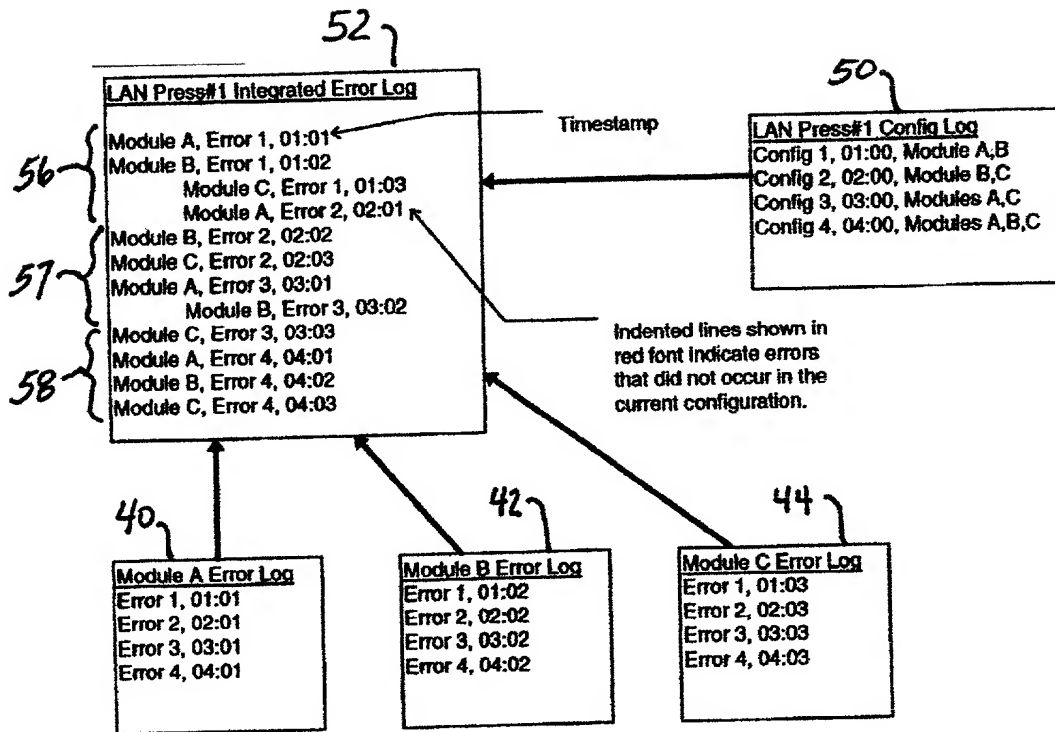 52
LAN Press#1 Integrated Error Log
Module A, Error 1, 01:01
Module B, Error 1, 01:02
Module C, Error 1, 01:03
Module A, Error 2, 02:01
Module B, Error 2, 02:02
Module C, Error 2, 02:03
Module A, Error 3, 03:01
Module B, Error 3, 03:02
Module C, Error 3, 03:03
Module A, Error 4, 04:01
Module B, Error 4, 04:02
Module C, Error 4, 04:03
56
57
58
Timestamp
50
LAN Press#1 Config Log
Config 1, 01:00, Module A,B
Config 2, 02:00, Module B,C
Config 3, 03:00, Modules A,C
Config 4, 04:00, Modules A,B,C
Indented lines shown in
red font indicate errors
that did not occur in the
current configuration.
40
Module A Error Log
Error 1, 01:01
Error 2, 02:01
Error 3, 03:01
Error 4, 04:01
42
Module B Error Log
Error 1, 01:02
Error 2, 02:02
Error 3, 03:02
Error 4, 04:02
44
Module C Error Log
Error 1, 01:03
Error 2, 02:03
Error 3, 03:03
Error 4, 04:03